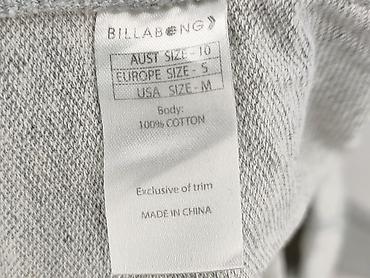 BILLABONG
AUST SIZE - 10
EUROPE SIZE - S
USA SIZE - M
Body:
100% COTTON
Exclusive of trim
MADE IN CHINA